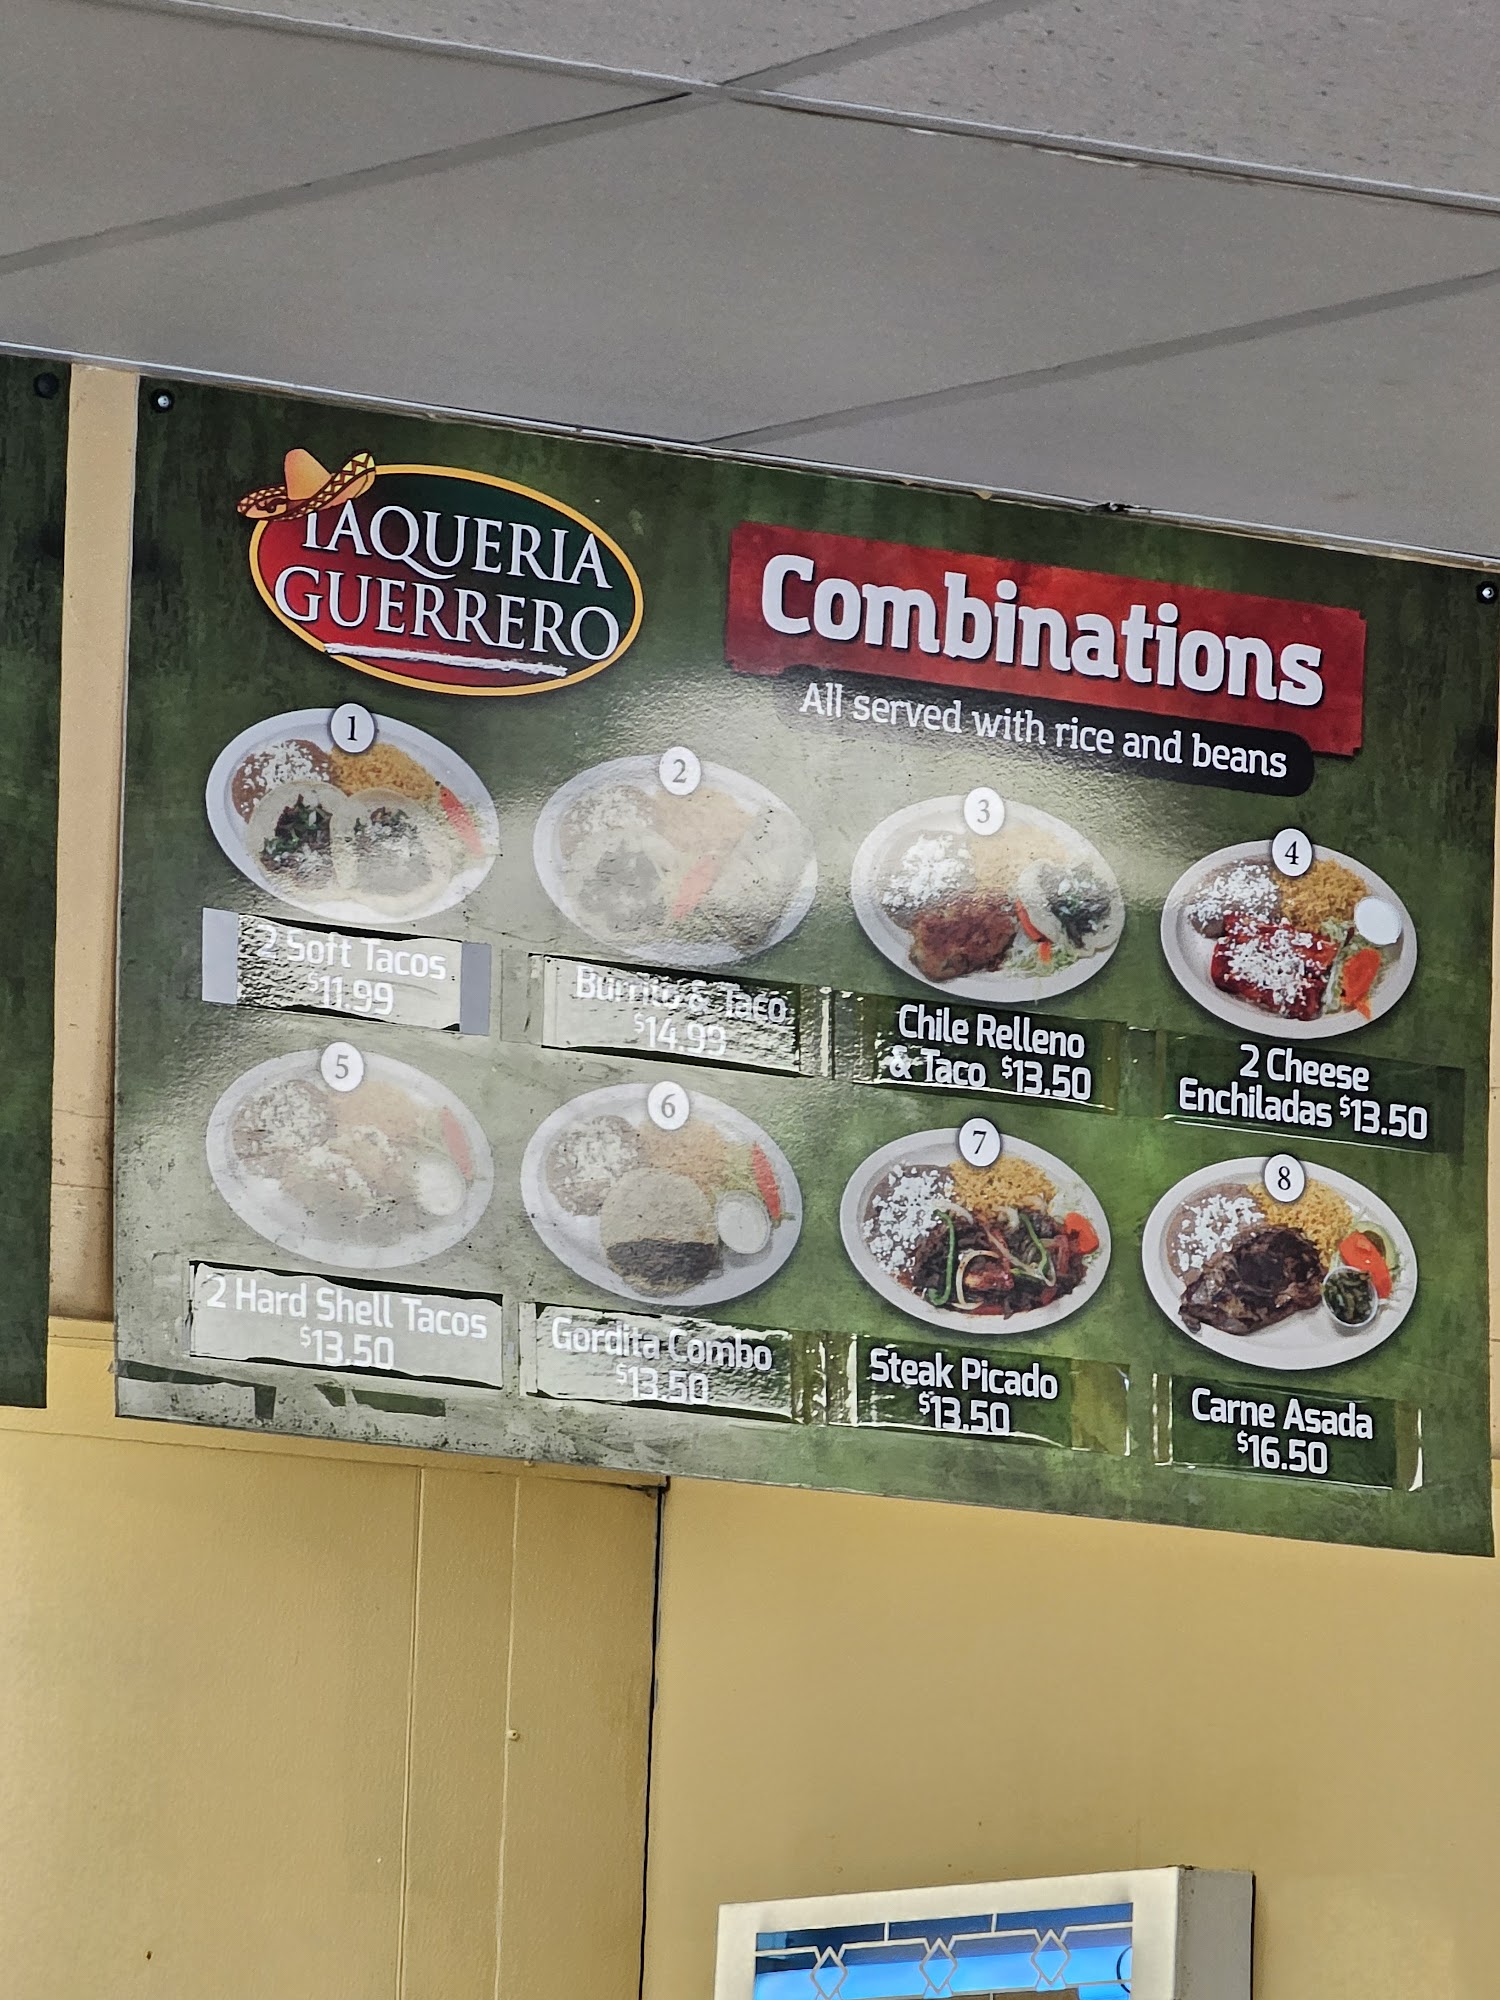 TAQUERIA
GUERRERO
Combinations
All served with rice and beans
1
2 Soft Tacos
$11.99
2
Burrito & Taco
$14.99
3
Chile Relleno
& Taco $13.50
4
2 Cheese
Enchiladas $13.50
5
2 Hard Shell Tacos
$13.50
6
Gordita Combo
$13.50
7
Steak Picado
$13.50
8
Carne Asada
$16.50